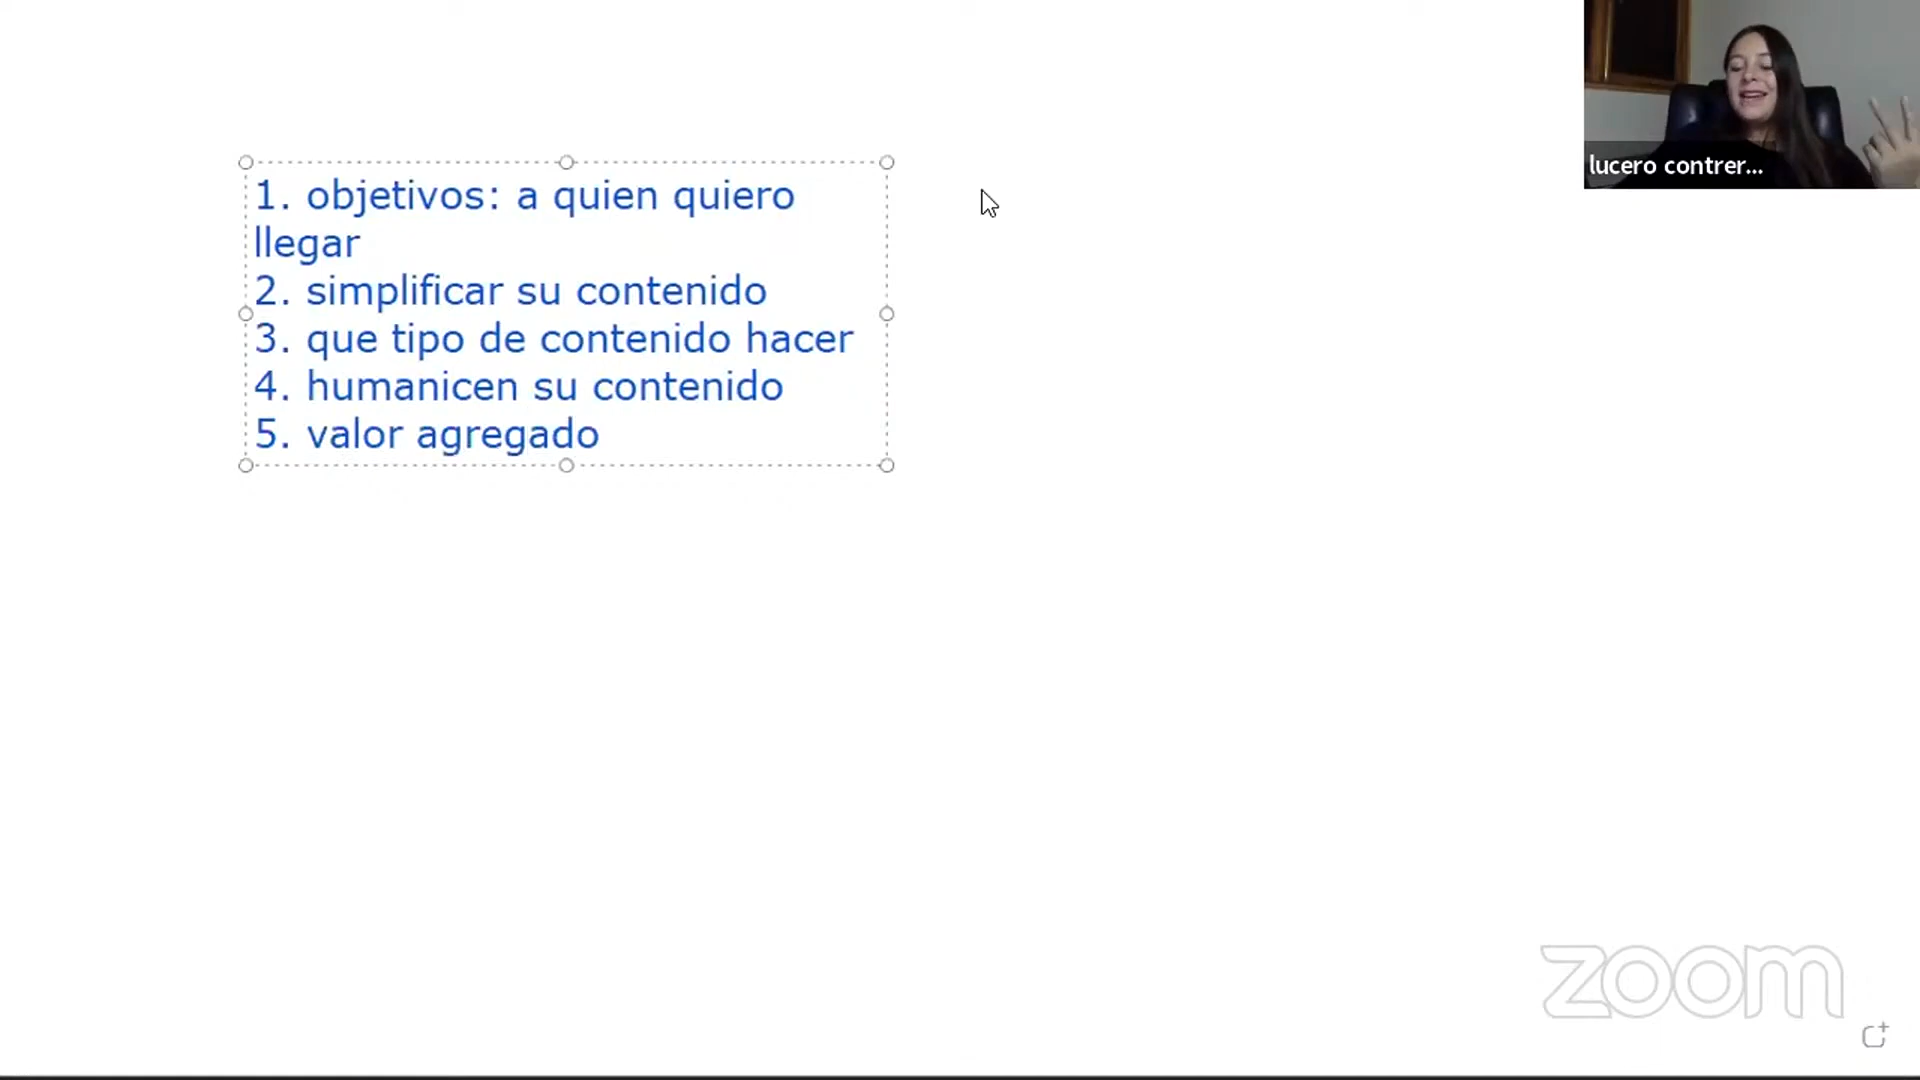 lucero contrer...
1. objetivos: a quien quiero
llegar
2. simplificar su contenido
3. que tipo de contenido hacer
4. humanicen su contenido
5. valor agregado
zoom